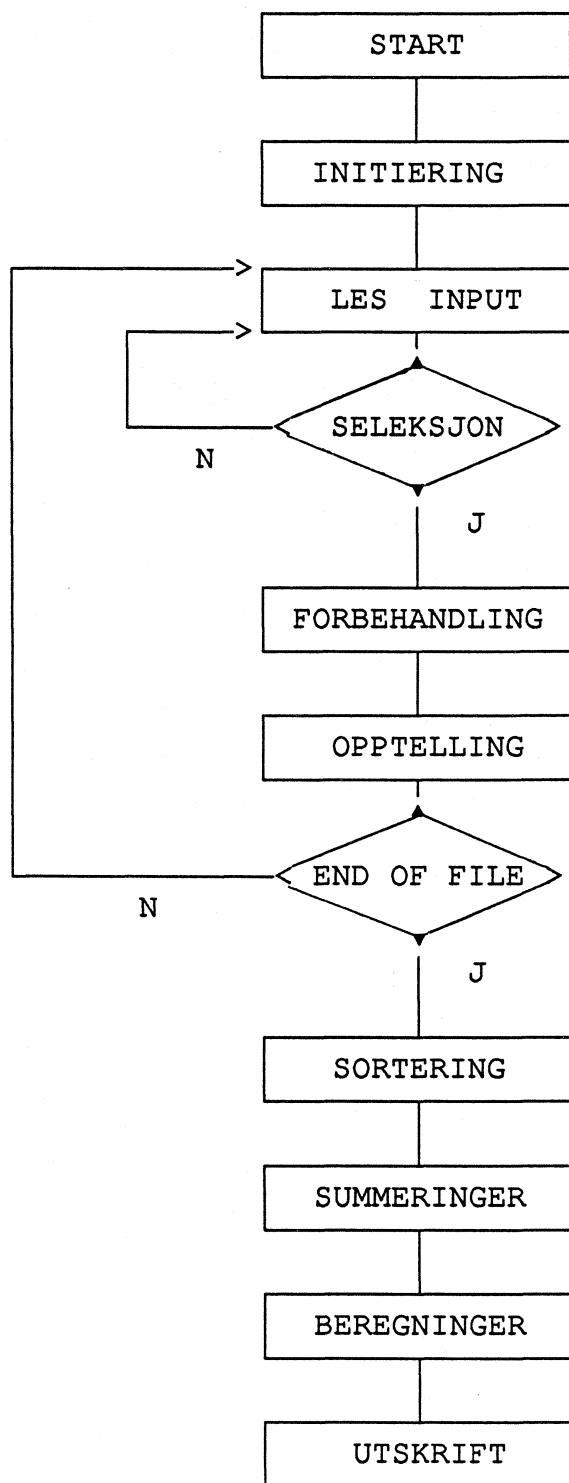 START
INITIERING
LES INPUT
SELEKSJON
N
J
FORBEHANDLING
OPPTELLING
END OF FILE
N
J
SORTERING
SUMMERINGER
BEREGNINGER
UTSKRIFT